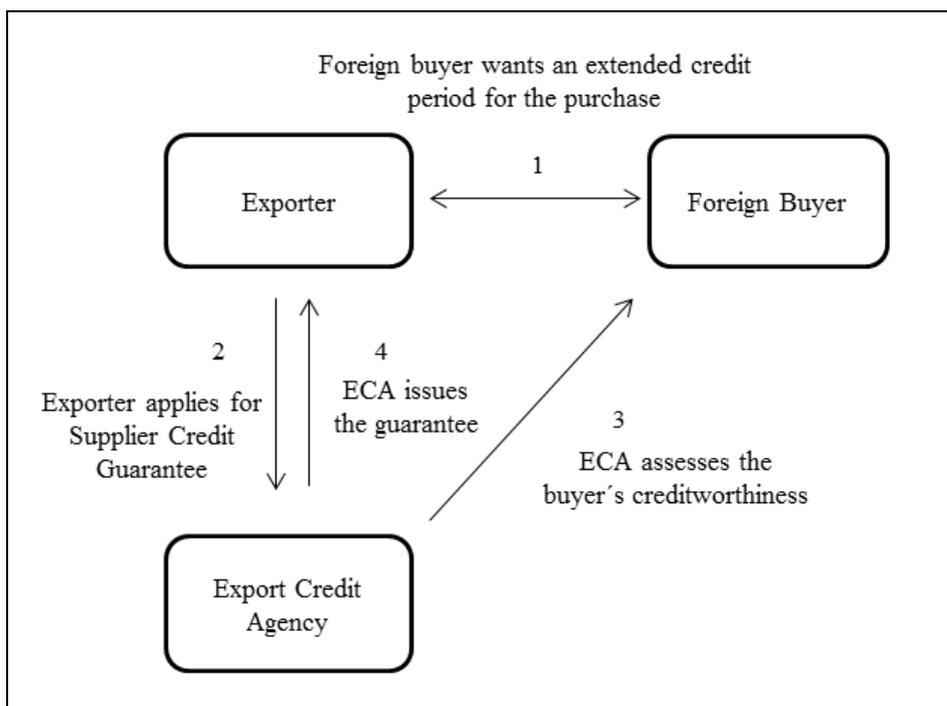 Foreign buyer wants an extended credit
period for the purchase
1
Exporter
Foreign Buyer
2
Exporter applies for
Supplier Credit
Guarantee
4
ECA issues
the guarantee
3
ECA assesses the
buyer´s creditworthiness
Export Credit
Agency